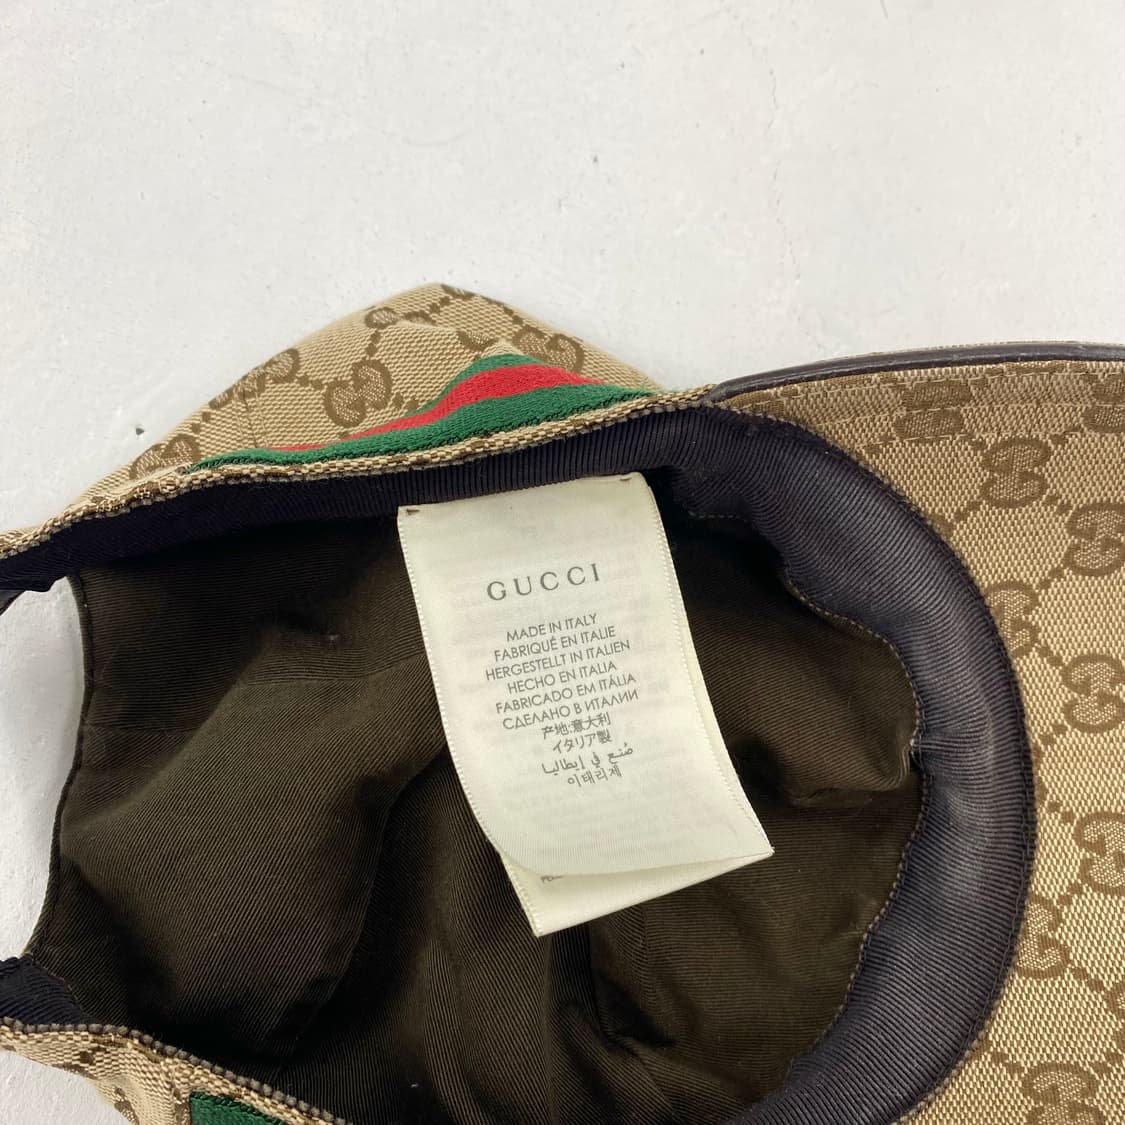 GUCCI
MADE IN ITALY
FABRIQUÉ EN ITALIE
HERGESTELLT IN ITALIEN
HECHO EN ITALIA
FABRICADO EM ITÁLIA
СДЕЛАНО В ИТАЛИИ
产地:意大利
イタリア製
صُنع في إيطاليا
이태리제